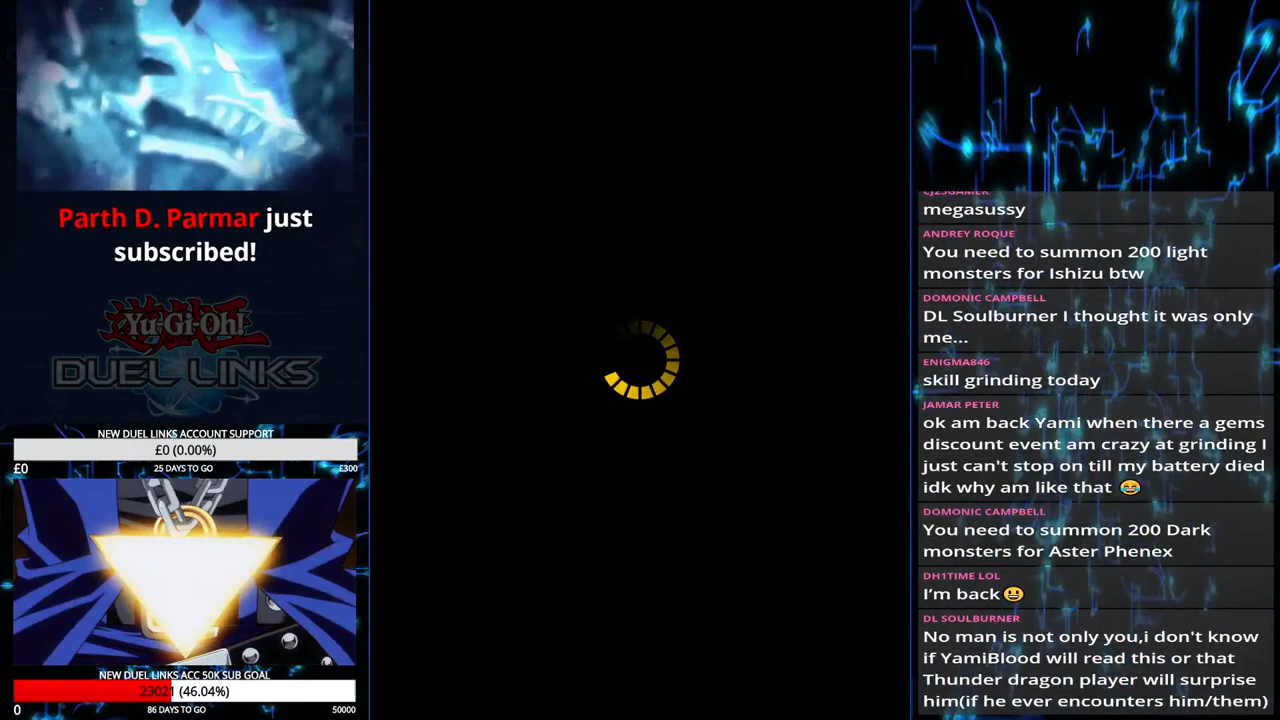 Parth D. Parmar just
subscribed!
Yu-Gi-Oh!
DUEL LINKS
NEW DUEL LINKS ACCOUNT SUPPORT
£0 (0.00%)
£0
25 DAYS TO GO
£300
NEW DUEL LINKS ACC 50K SUB GOAL
23021 (46.04%)
0
86 DAYS TO GO
50000
CJ23GAMER
megasussy
ANDREY ROQUE
You need to summon 200 light
monsters for Ishizu btw
DOMONIC CAMPBELL
DL Soulburner I thought it was only
me...
ENIGMA846
skill grinding today
JAMAR PETER
ok am back Yami when there a gems
discount event am crazy at grinding I
just can't stop on till my battery died
idk why am like that 😂
DOMONIC CAMPBELL
You need to summon 200 Dark
monsters for Aster Phenex
DH1TIME LOL
I'm back😀
DL SOULBURNER
No man is not only you,i don't know
if YamiBlood will read this or that
Thunder dragon player will surprise
him(if he ever encounters him/them)